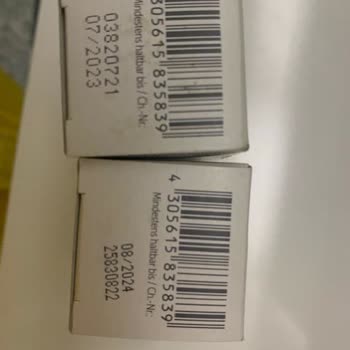 305615 835839
Mindestens haltbar bis / Ch.-Nr.
03820721
07/2023
4 305615 835839
Mindestens haltbar bis / Ch.-Nr.:
08/2024
25830822